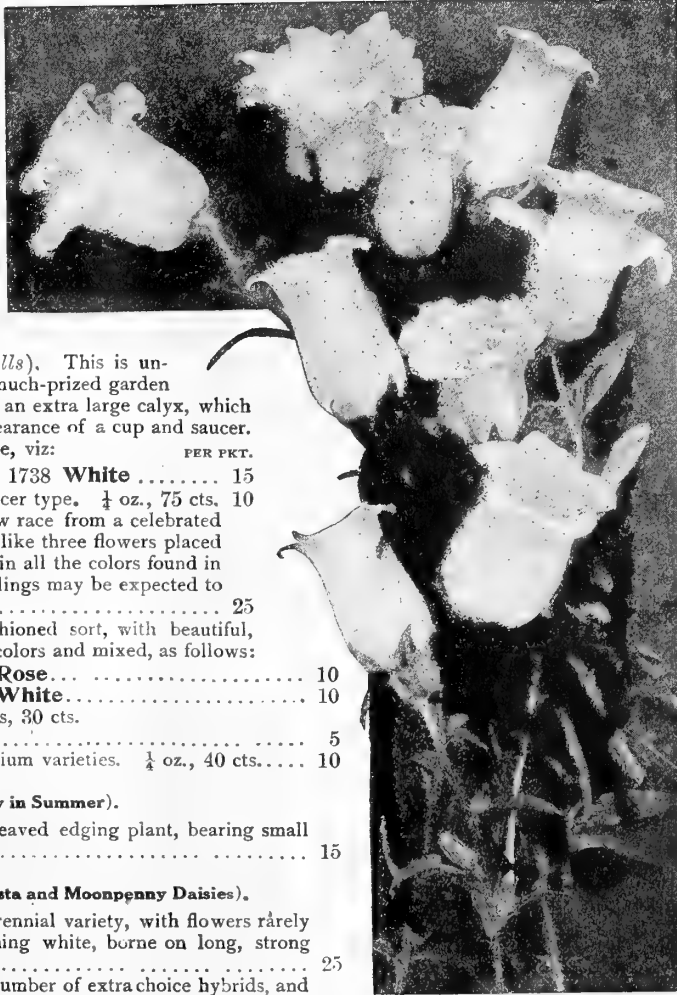 lls). This is un-
much-prized garden
an extra large calyx, which
earance of a cup and saucer.
e, viz: PER PKT.
1738 White ........ 15
cer type. ¼ oz., 75 cts. 10
w race from a celebrated
like three flowers placed
in all the colors found in
lings may be expected to
........................ 25
hioned sort, with beautiful,
colors and mixed, as follows:
Rose... ..................... 10
White........................ 10
s, 30 cts.
............................ ..... 5
ium varieties. ¼ oz., 40 cts..... 10
y in Summer).
eaved edging plant, bearing small
.................... ......... 15
sta and Moonpenny Daisies).
rennial variety, with flowers rarely
ning white, borne on long, strong
................ ....... ........ 25
umber of extra choice hybrids, and